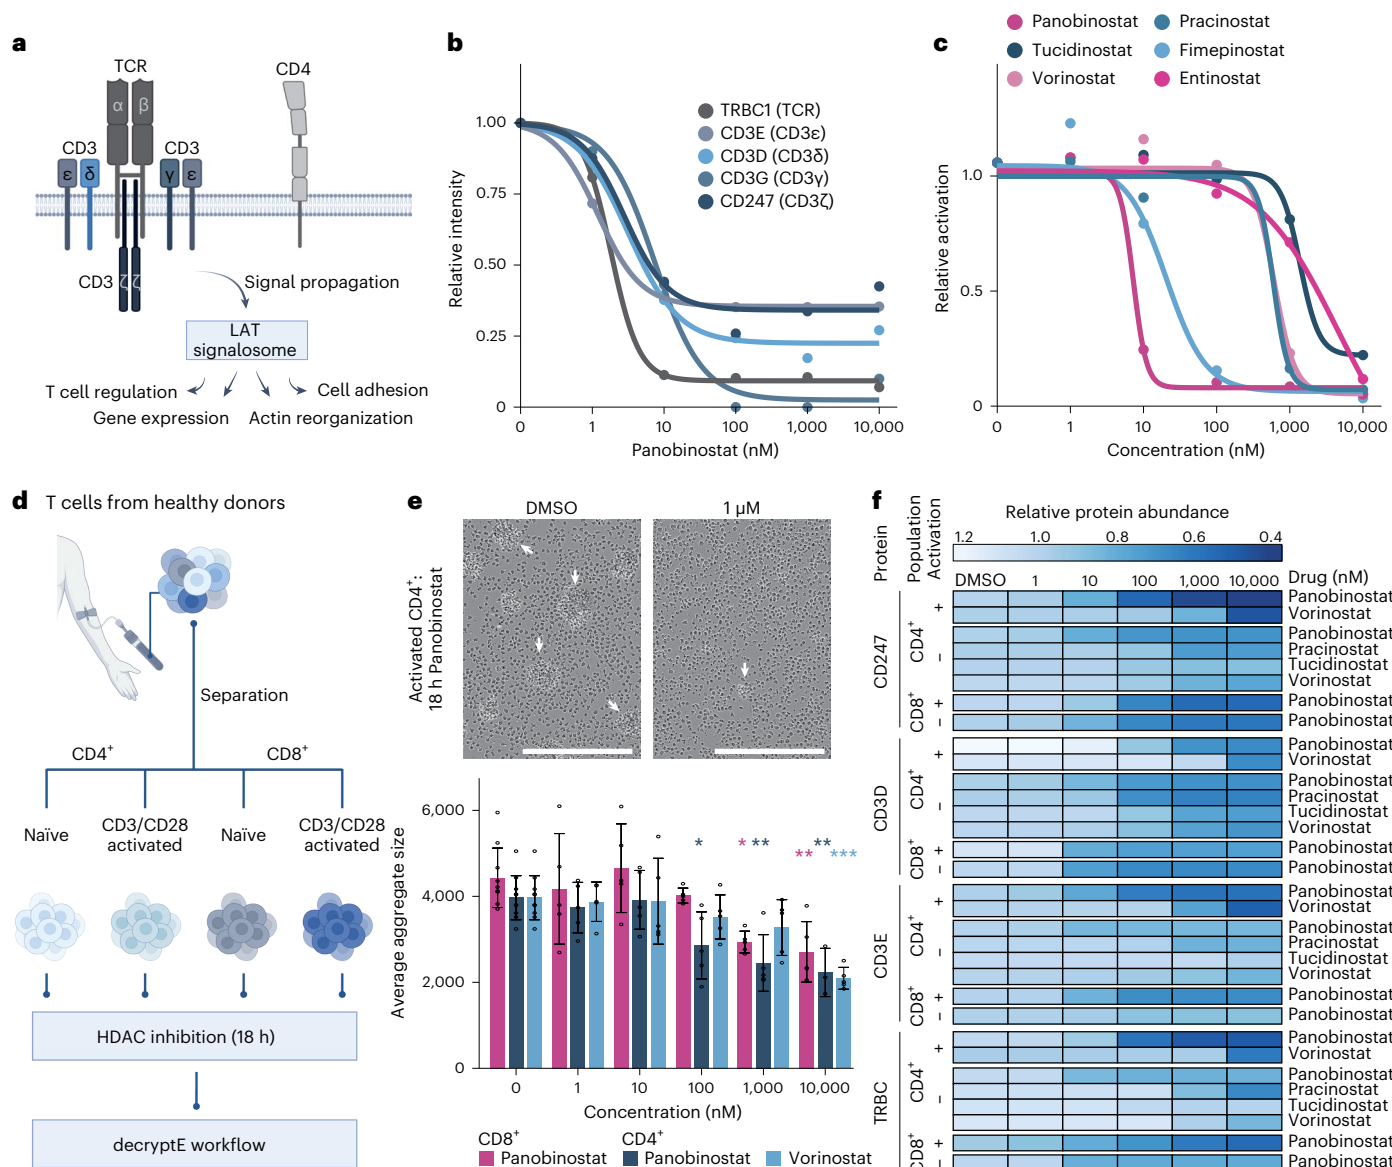 a
TCR
CD4
α
β
CD3
CD3
ε
δ
γ
ε
CD3
ζ
ζ
Signal propagation
LAT
signalosome
T cell regulation
Cell adhesion
Gene expression
Actin reorganization
b
Relative intensity
1.00
0.75
0.50
0.25
0
TRBC1 (TCR)
CD3E (CD3ε)
CD3D (CD3δ)
CD3G (CD3γ)
CD247 (CD3ζ)
0
1
10
100
1,000
10,000
Panobinostat (nM)
c
Panobinostat
Pracinostat
Tucidinostat
Fimepinostat
Vorinostat
Entinostat
Relative activation
1.0
0.5
0
0
1
10
100
1,000
10,000
Concentration (nM)
d
T cells from healthy donors
Separation
CD4+
CD8+
Naïve
CD3/CD28
activated
Naïve
CD3/CD28
activated
HDAC inhibition (18 h)
decryptE workflow
e
DMSO
1 µM
Activated CD4+:
18 h Panobinostat
Average aggregate size
6,000
4,000
2,000
0
*
* **
** ** ***
0
1
10
100
1,000
10,000
Concentration (nM)
CD8+
CD4+
Panobinostat
Panobinostat
Vorinostat
f
Protein
Population
Activation
Relative protein abundance
1.2
1.0
0.8
0.6
0.4
DMSO
1
10
100
1,000
10,000
Drug (nM)
CD247
CD4+
+
Panobinostat
Vorinostat
–
Panobinostat
Pracinostat
Tucidinostat
Vorinostat
CD8+
+
Panobinostat
–
Panobinostat
CD3D
CD4+
+
Panobinostat
Vorinostat
–
Panobinostat
Pracinostat
Tucidinostat
Vorinostat
CD8+
+
Panobinostat
–
Panobinostat
CD3E
CD4+
+
Panobinostat
Vorinostat
–
Panobinostat
Pracinostat
Tucidinostat
Vorinostat
CD8+
+
Panobinostat
–
Panobinostat
TRBC
CD4+
+
Panobinostat
Vorinostat
–
Panobinostat
Pracinostat
Tucidinostat
Vorinostat
CD8+
+
Panobinostat
–
Panobinostat